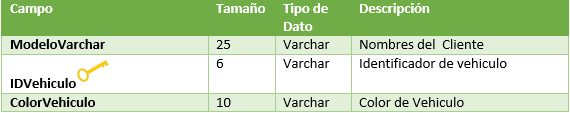 Campo Tamaño Tipo de Dato Descripción
ModeloVarchar 25 Varchar Nombres del Cliente
IDVehiculo 6 Varchar Identificador de vehiculo
ColorVehiculo 10 Varchar Color de Vehiculo